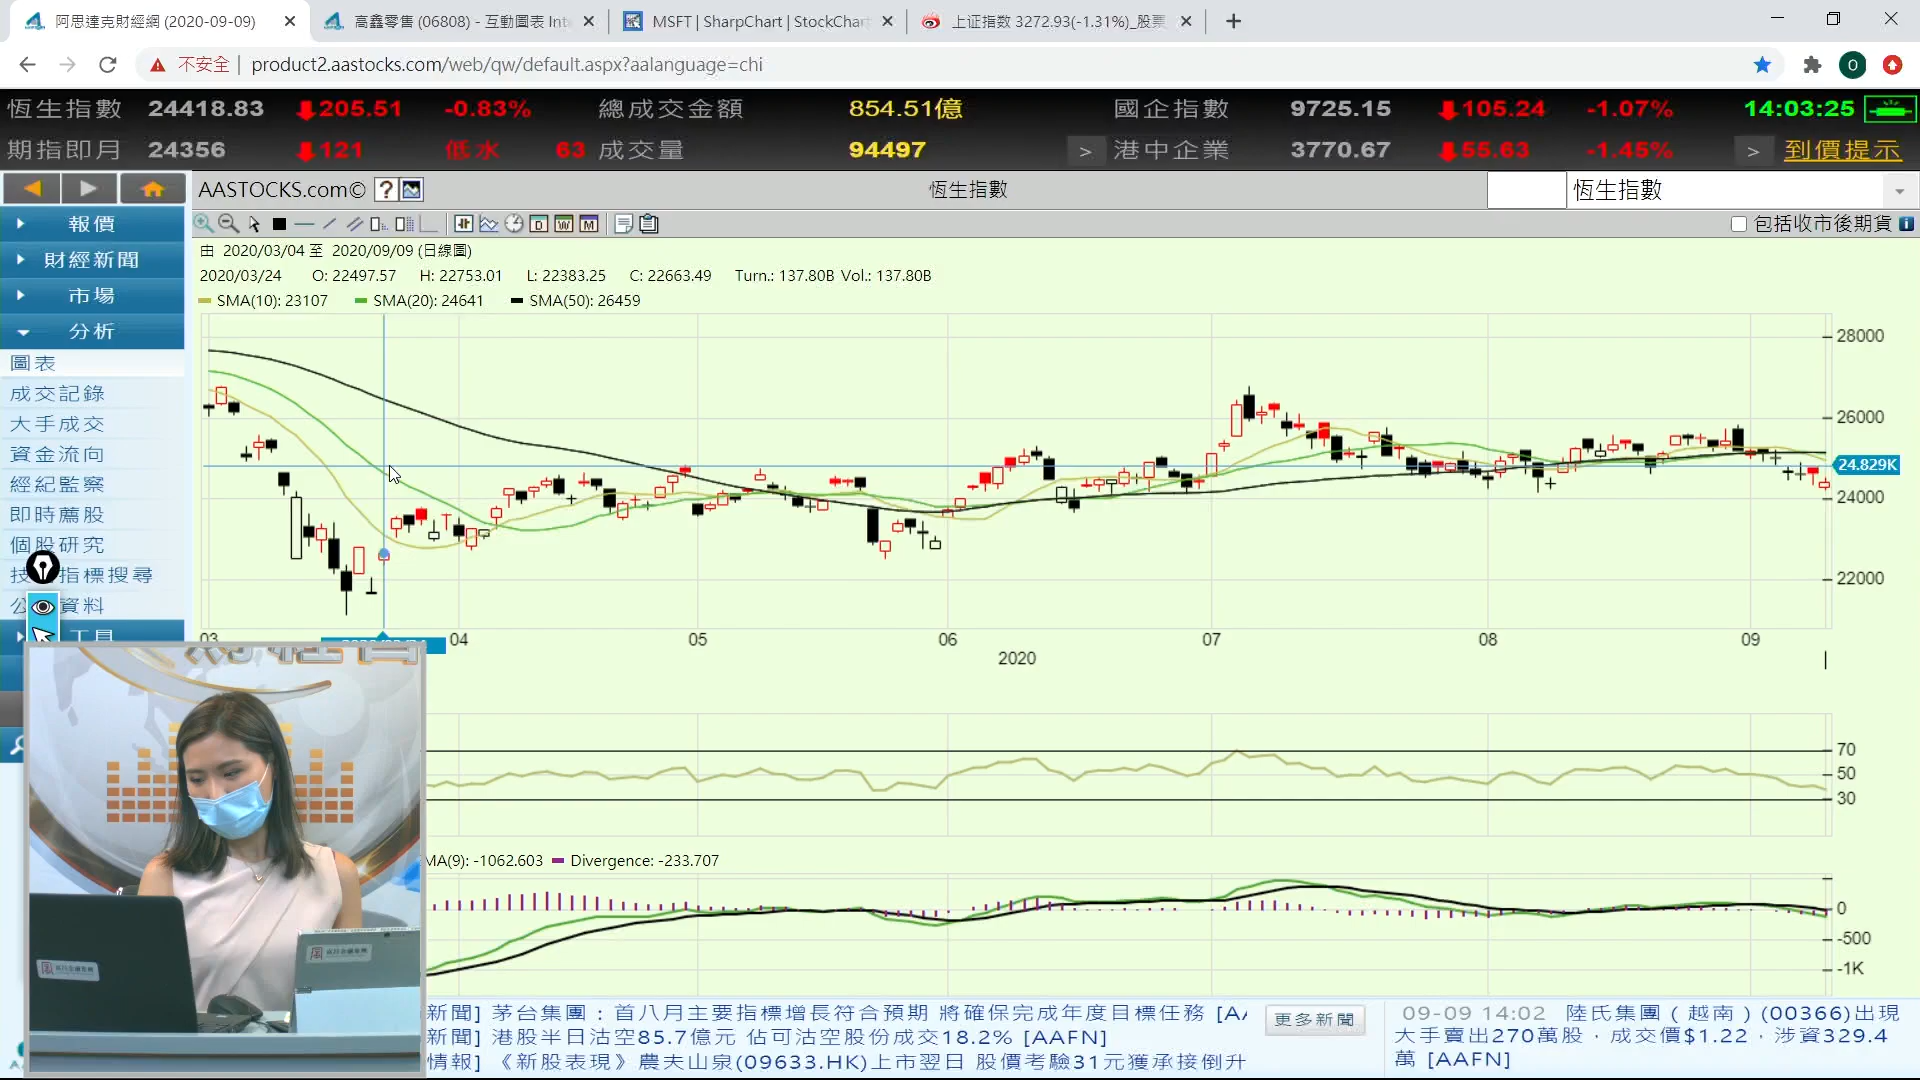 阿思達克財經網 (2020-09-09)
高鑫零售 (06808) - 互動圖表 Int
MSFT | SharpChart | StockChar
上证指数 3272.93(-1.31%)_股票
不安全
product2.aastocks.com/web/qw/default.aspx?aalanguage=chi
O
恆生指數 24418.83 205.51 -0.83% 總成交金額 854.51億 國企指數 9725.15 105.24 -1.07% 14:03:25
期指即月 24356 121 低水 63 成交量 94497 > 港中企業 3770.67 55.63 -1.45% > 到價提示
AASTOCKS.com© ? 恆生指數 恆生指數
D W M 包括收市後期貨 i
報價
財經新聞
市場
分析
圖表
成交記錄
大手成交
資金流向
經紀監察
即時薦股
個股研究
指標搜尋
資料
工具
由 2020/03/04 至 2020/09/09 (日線圖)
2020/03/24 O: 22497.57 H: 22753.01 L: 22383.25 C: 22663.49 Turn.: 137.80B Vol.: 137.80B
SMA(10): 23107 SMA(20): 24641 SMA(50): 26459
28000
26000
24.829K
24000
22000
03 04 05 06 07 08 09
2020
70
50
30
MA(9): -1062.603 Divergence: -233.707
0
-500
-1K
新聞] 茅台集團：首八月主要指標增長符合預期 將確保完成年度目標任務 [AA
新聞] 港股半日沽空85.7億元 佔可沽空股份成交18.2% [AAFN]
情報] 《新股表現》農夫山泉(09633.HK)上市翌日 股價考驗31元獲承接倒升
更多新聞
09-09 14:02 陸氏集團（越南）(00366)出現
大手賣出270萬股，成交價$1.22，涉資329.4
萬 [AAFN]